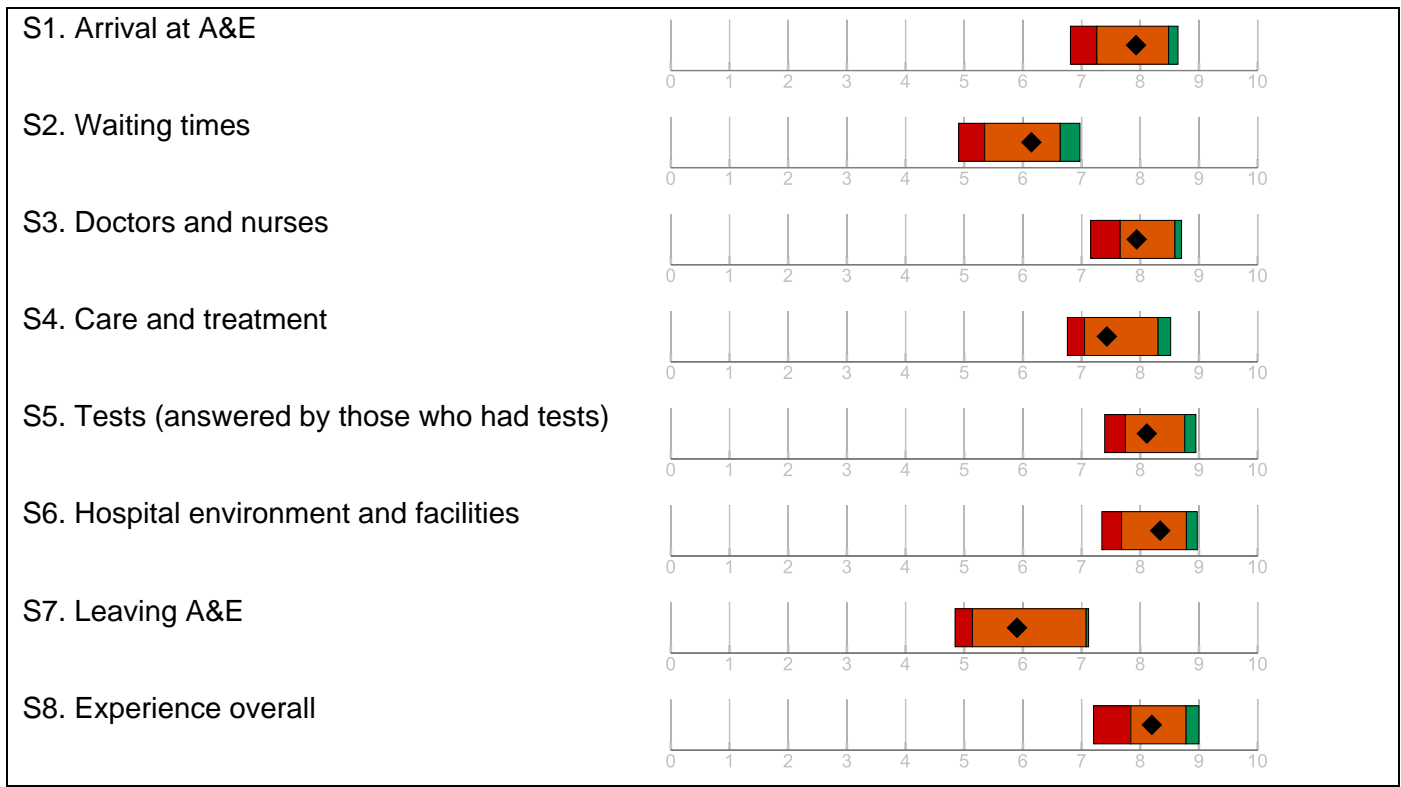 S1. Arrival at A&E
0 1 2 3 4 5 6 7 8 9 10
S2. Waiting times
0 1 2 3 4 5 6 7 8 9 10
S3. Doctors and nurses
0 1 2 3 4 5 6 7 8 9 10
S4. Care and treatment
0 1 2 3 4 5 6 7 8 9 10
S5. Tests (answered by those who had tests)
0 1 2 3 4 5 6 7 8 9 10
S6. Hospital environment and facilities
0 1 2 3 4 5 6 7 8 9 10
S7. Leaving A&E
0 1 2 3 4 5 6 7 8 9 10
S8. Experience overall
0 1 2 3 4 5 6 7 8 9 10